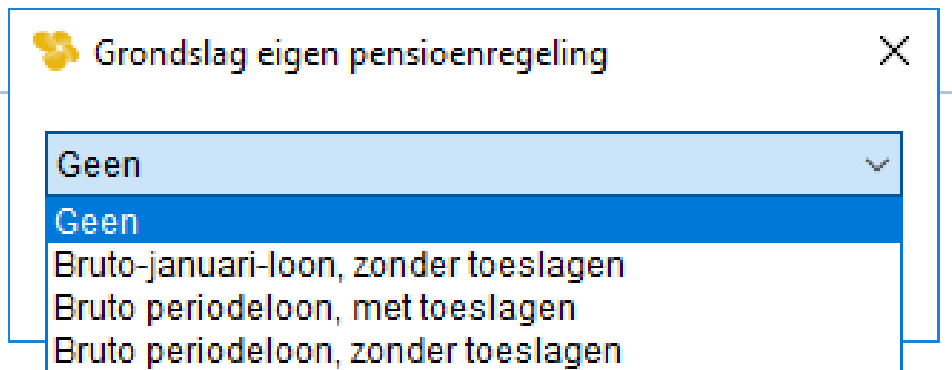 Grondslag eigen pensioenregeling
Geen
Geen
Bruto-januari-loon, zonder toeslagen
Bruto periodeloon, met toeslagen
Bruto periodeloon, zonder toeslagen